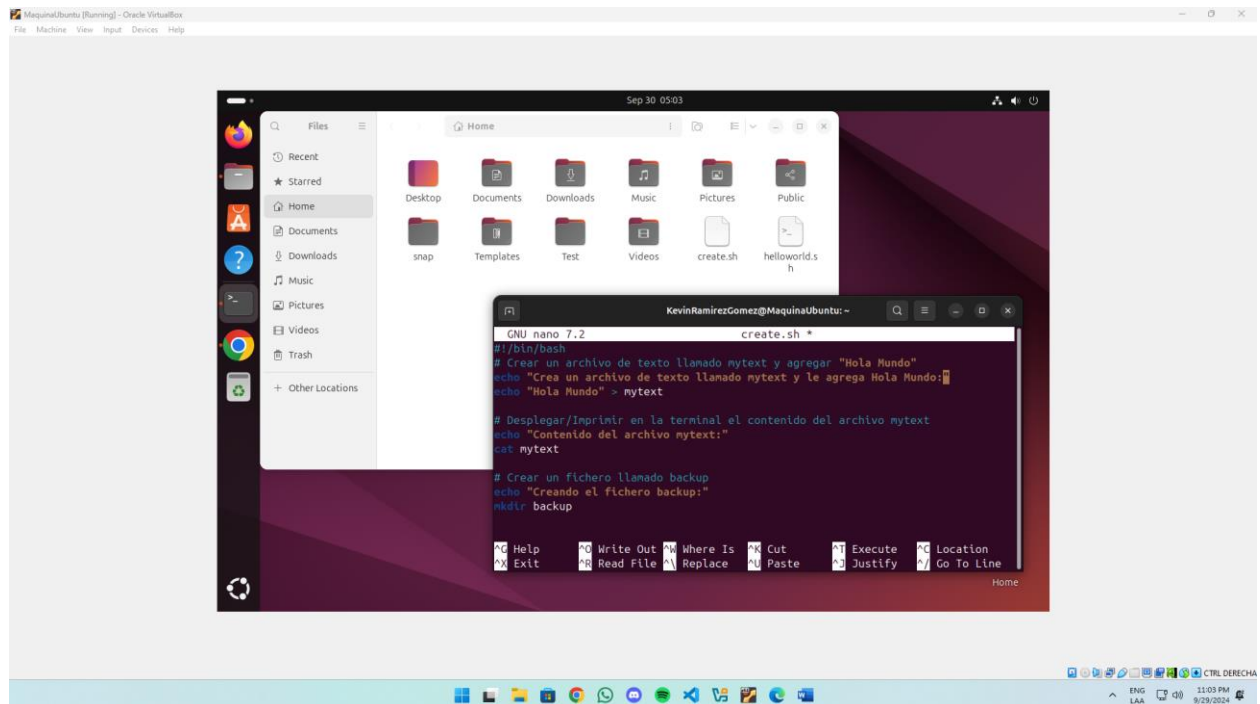 MaquinaUbuntu [Running] - Oracle VirtualBox
File Machine View Input Devices Help
Sep 30 05:03
Files
Home
Recent
Starred
Home
Documents
Downloads
Music
Pictures
Videos
Trash
+ Other Locations
Desktop Documents Downloads Music Pictures Public
snap Templates Test Videos create.sh helloworld.s
h
KevinRamirezGomez@MaquinaUbuntu: ~
GNU nano 7.2 create.sh *
#!/bin/bash
# Crear un archivo de texto llamado mytext y agregar "Hola Mundo"
echo "Crea un archivo de texto llamado mytext y le agrega Hola Mundo:"
echo "Hola Mundo" > mytext
# Desplegar/Imprimir en la terminal el contenido del archivo mytext
echo "Contenido del archivo mytext:"
cat mytext
# Crear un fichero llamado backup
echo "Creando el fichero backup:"
mkdir backup
^G Help ^O Write Out ^W Where Is ^K Cut ^T Execute ^C Location
^X Exit ^R Read File ^\ Replace ^U Paste ^J Justify ^/ Go To Line
Home
CTRL DERECHA
ENG
LAA
11:03 PM
9/29/2024